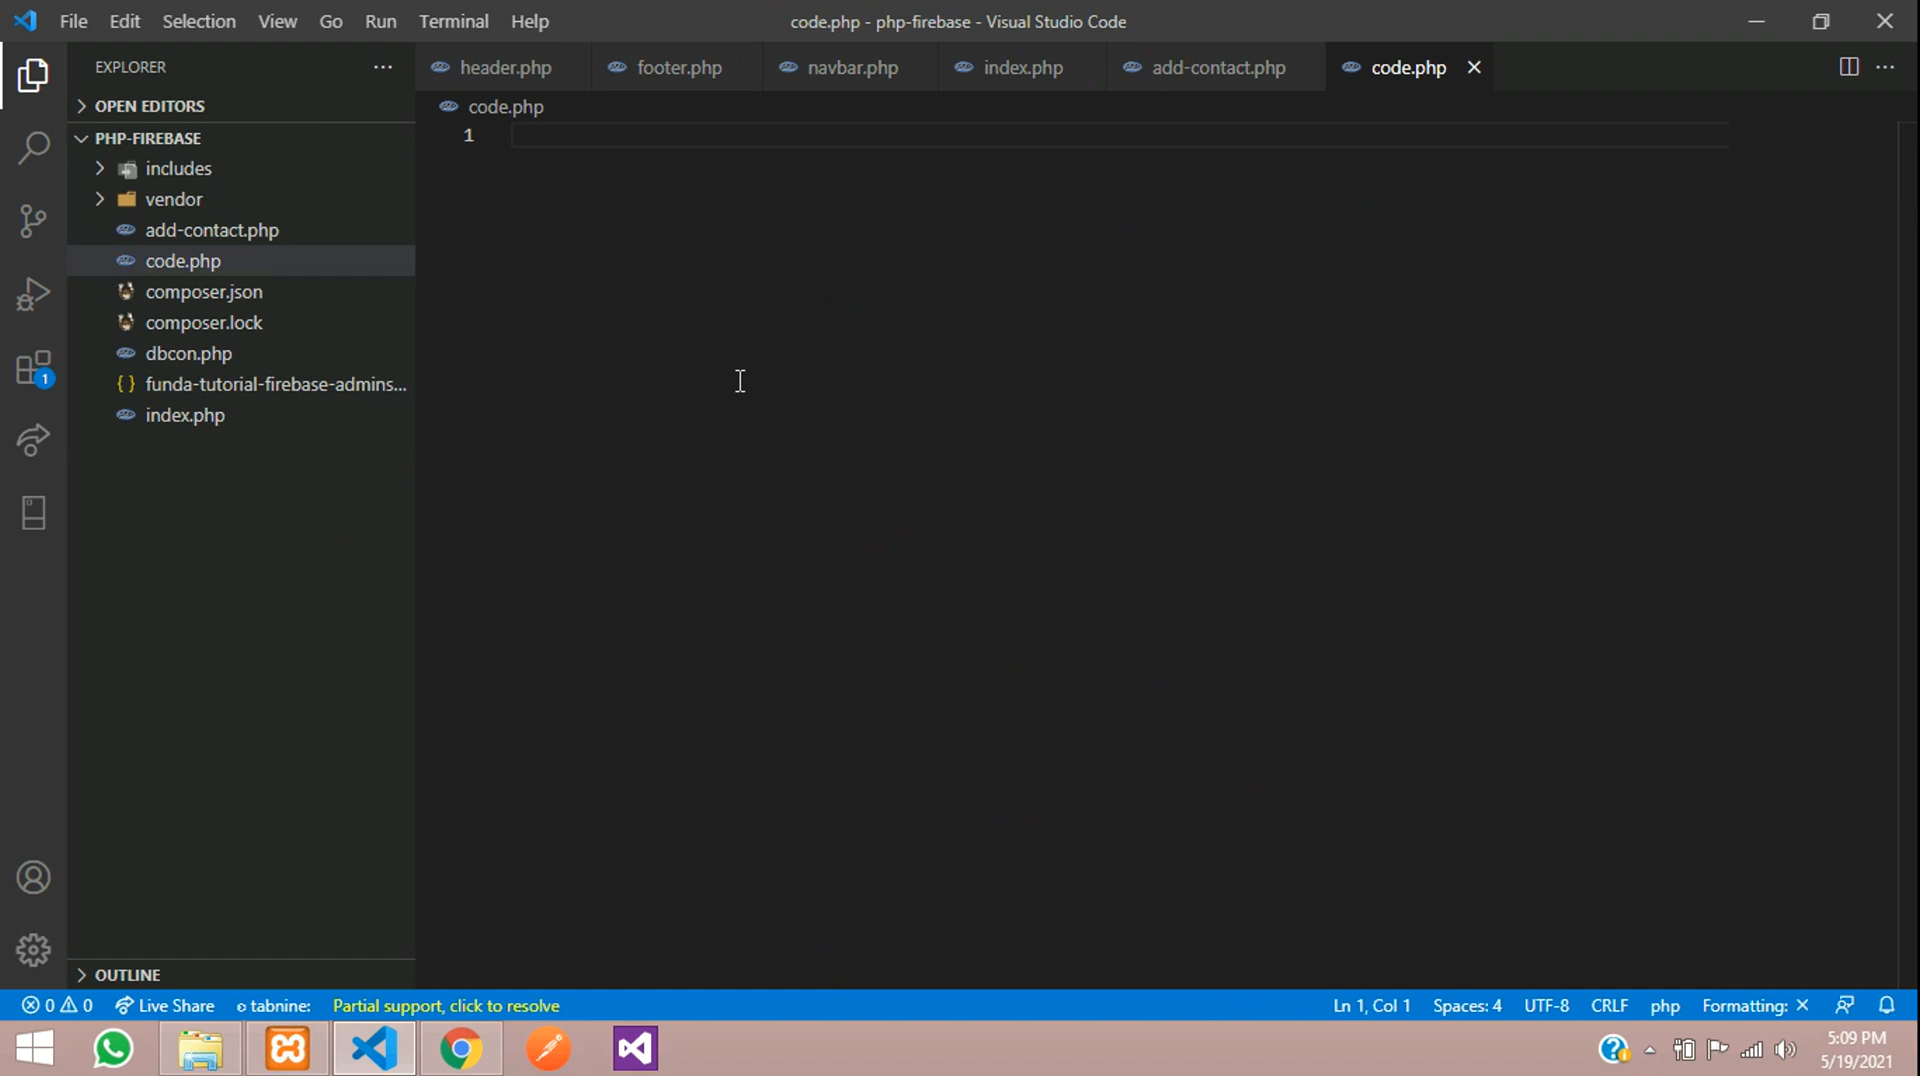 File Edit Selection View Go Run Terminal Help
code.php - php-firebase - Visual Studio Code
EXPLORER
header.php footer.php navbar.php index.php add-contact.php code.php
OPEN EDITORS
code.php
PHP-FIREBASE
1
includes
vendor
add-contact.php
code.php
composer.json
composer.lock
dbcon.php
funda-tutorial-firebase-admins...
index.php
1
OUTLINE
0 0 Live Share tabnine: Partial support, click to resolve
Ln 1, Col 1 Spaces: 4 UTF-8 CRLF php Formatting:
5:09 PM
5/19/2021